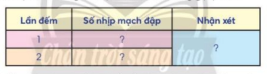 Lần đếm Số nhịp mạch đập Nhận xét
1 ?
?
2 ?
Chân trời sáng tạo